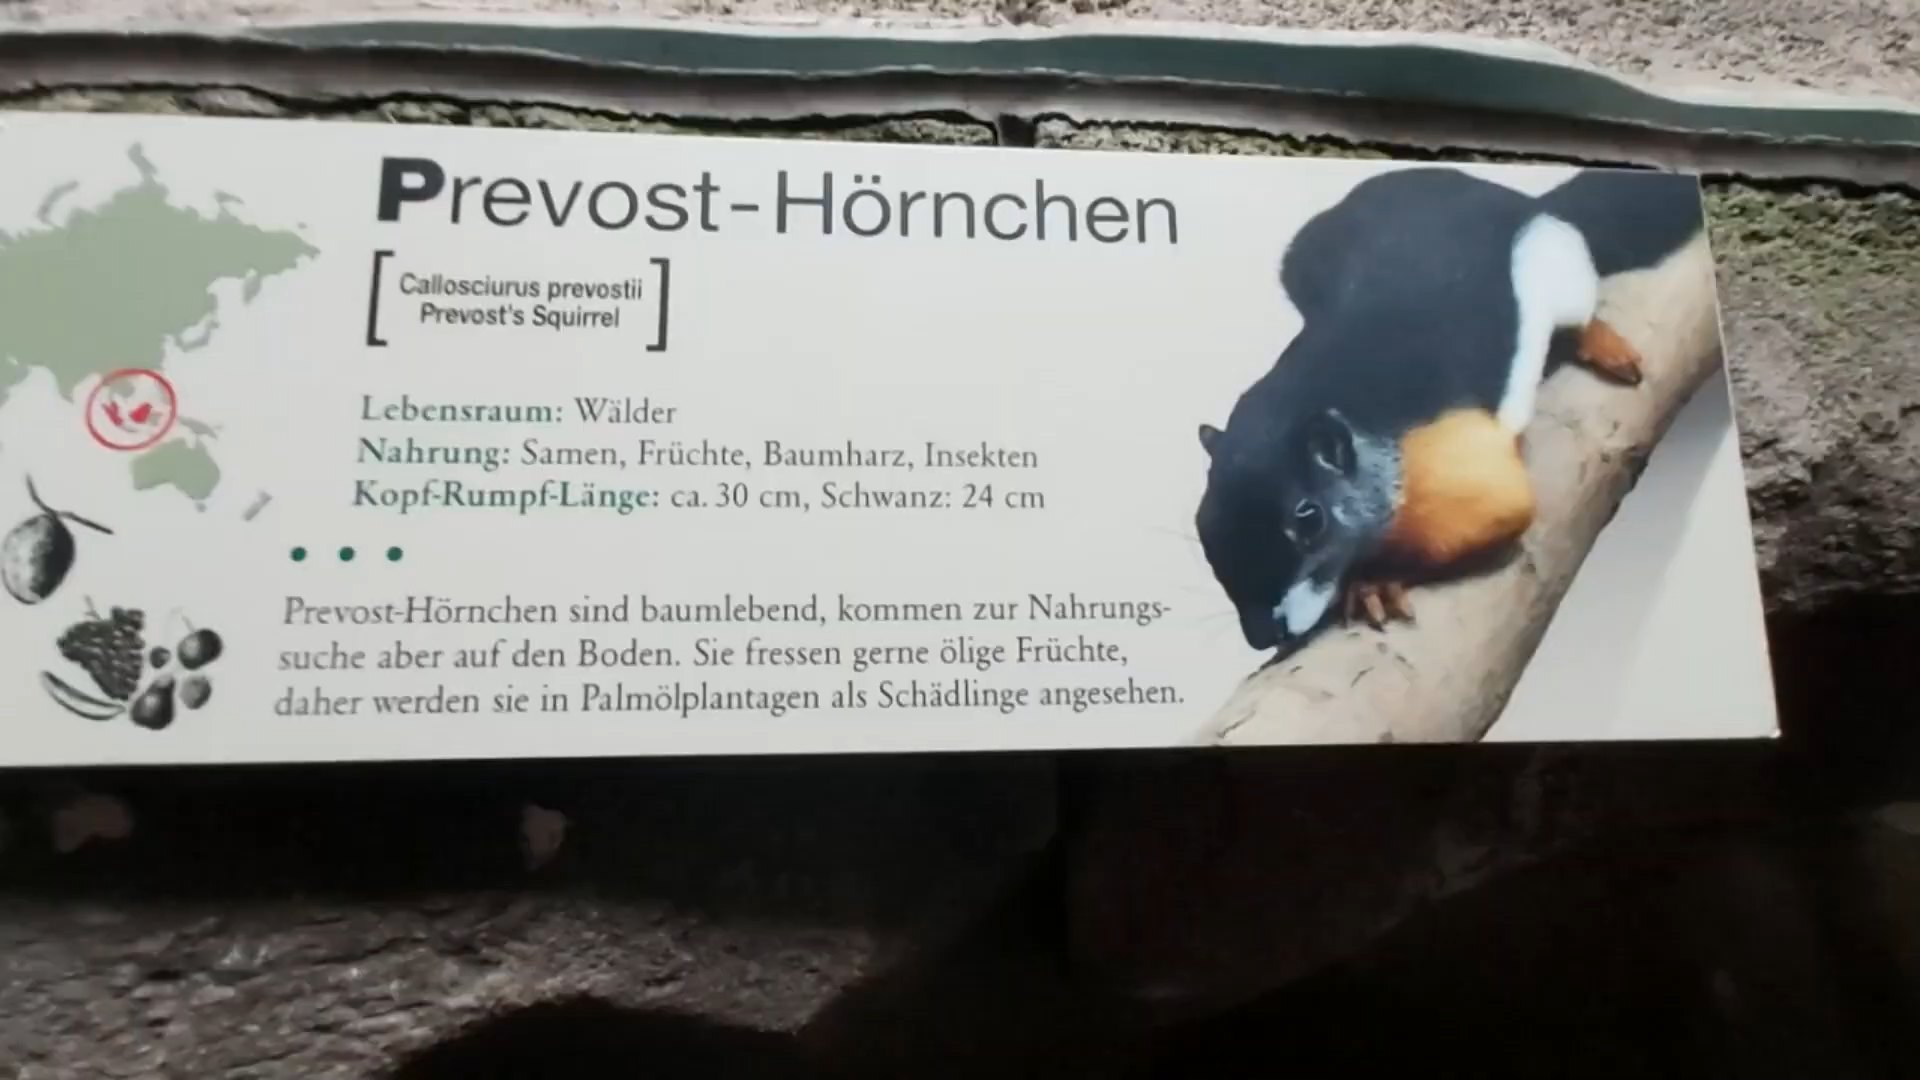 Prevost-Hörnchen
[Callosciurus prevostii
Prevost's Squirrel]
Lebensraum: Wälder
Nahrung: Samen, Früchte, Baumharz, Insekten
Kopf-Rumpf-Länge: ca. 30 cm, Schwanz: 24 cm
Prevost-Hörnchen sind baumlebend, kommen zur Nahrungs-
suche aber auf den Boden. Sie fressen gerne ölige Früchte,
daher werden sie in Palmölplantagen als Schädlinge angesehen.